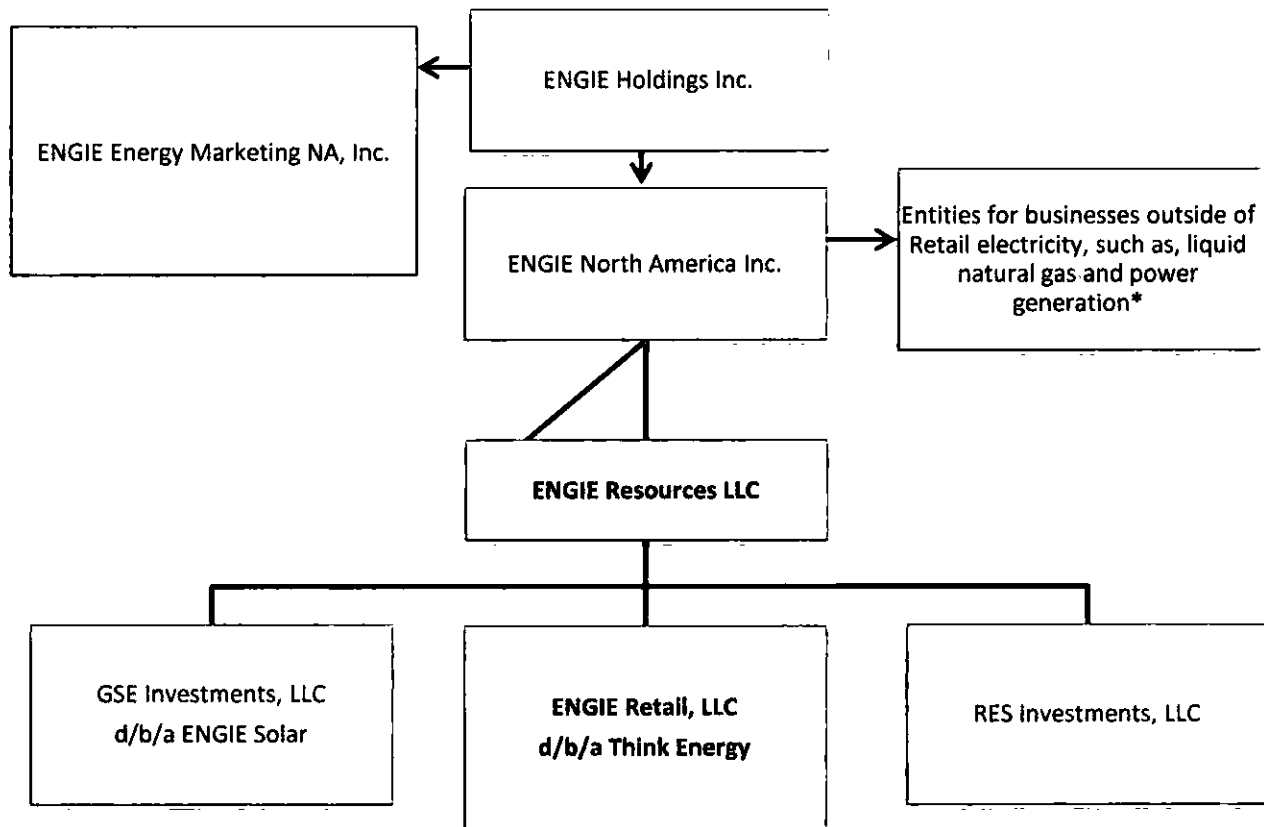 ENGIE Holdings Inc.
ENGIE Energy Marketing NA, Inc.
ENGIE North America Inc.
Entities for businesses outside of
Retail electricity, such as, liquid
natural gas and power
generation*
ENGIE Resources LLC
GSE Investments, LLC
d/b/a ENGIE Solar
ENGIE Retail, LLC
d/b/a Think Energy
RES Investments, LLC